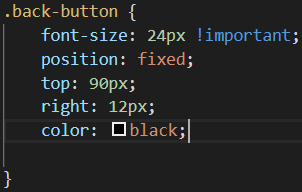 .back-button {
    font-size: 24px !important;
    position: fixed;
    top: 90px;
    right: 12px;
    color: black;
}